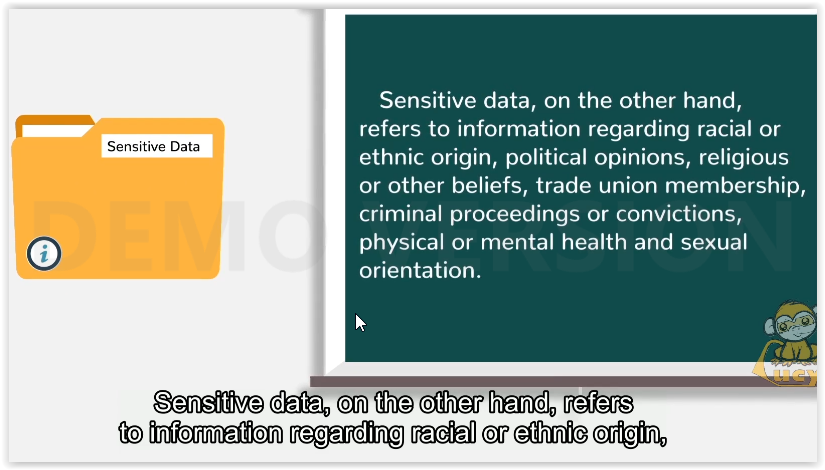 Sensitive Data
Sensitive data, on the other hand,
refers to information regarding racial or
ethnic origin, political opinions, religious
or other beliefs, trade union membership,
criminal proceedings or convictions,
physical or mental health and sexual
orientation.
DEMO VERSION
i
Sensitive data, on the other hand, refers
to information regarding racial or ethnic origin,